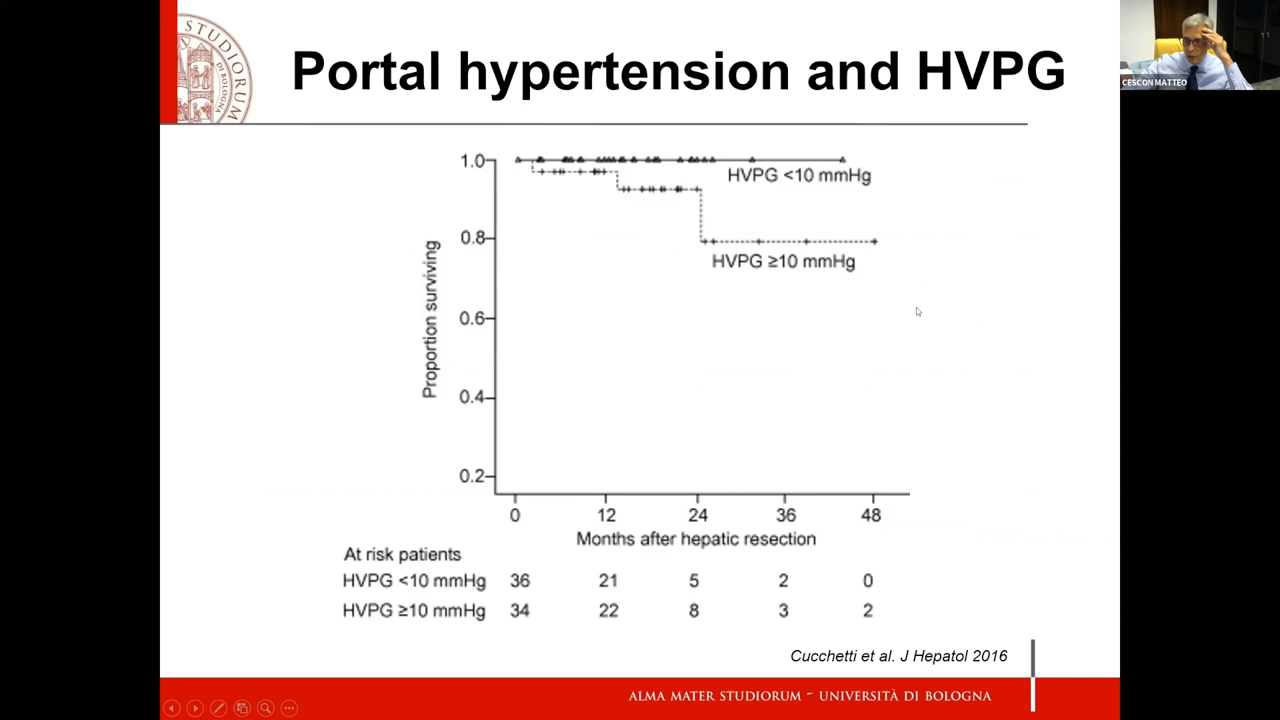 STUDIORUM
DI BOLOGNA
Portal hypertension and HVPG
CESCON MATTEO
1.0
HVPG <10 mmHg
0.8
HVPG ≥10 mmHg
0.6
0.4
0.2
Proportion surviving
0 12 24 36 48
Months after hepatic resection
At risk patients
HVPG <10 mmHg 36 21 5 2 0
HVPG ≥10 mmHg 34 22 8 3 2
Cucchetti et al. J Hepatol 2016
ALMA MATER STUDIORUM ~ UNIVERSITÀ DI BOLOGNA